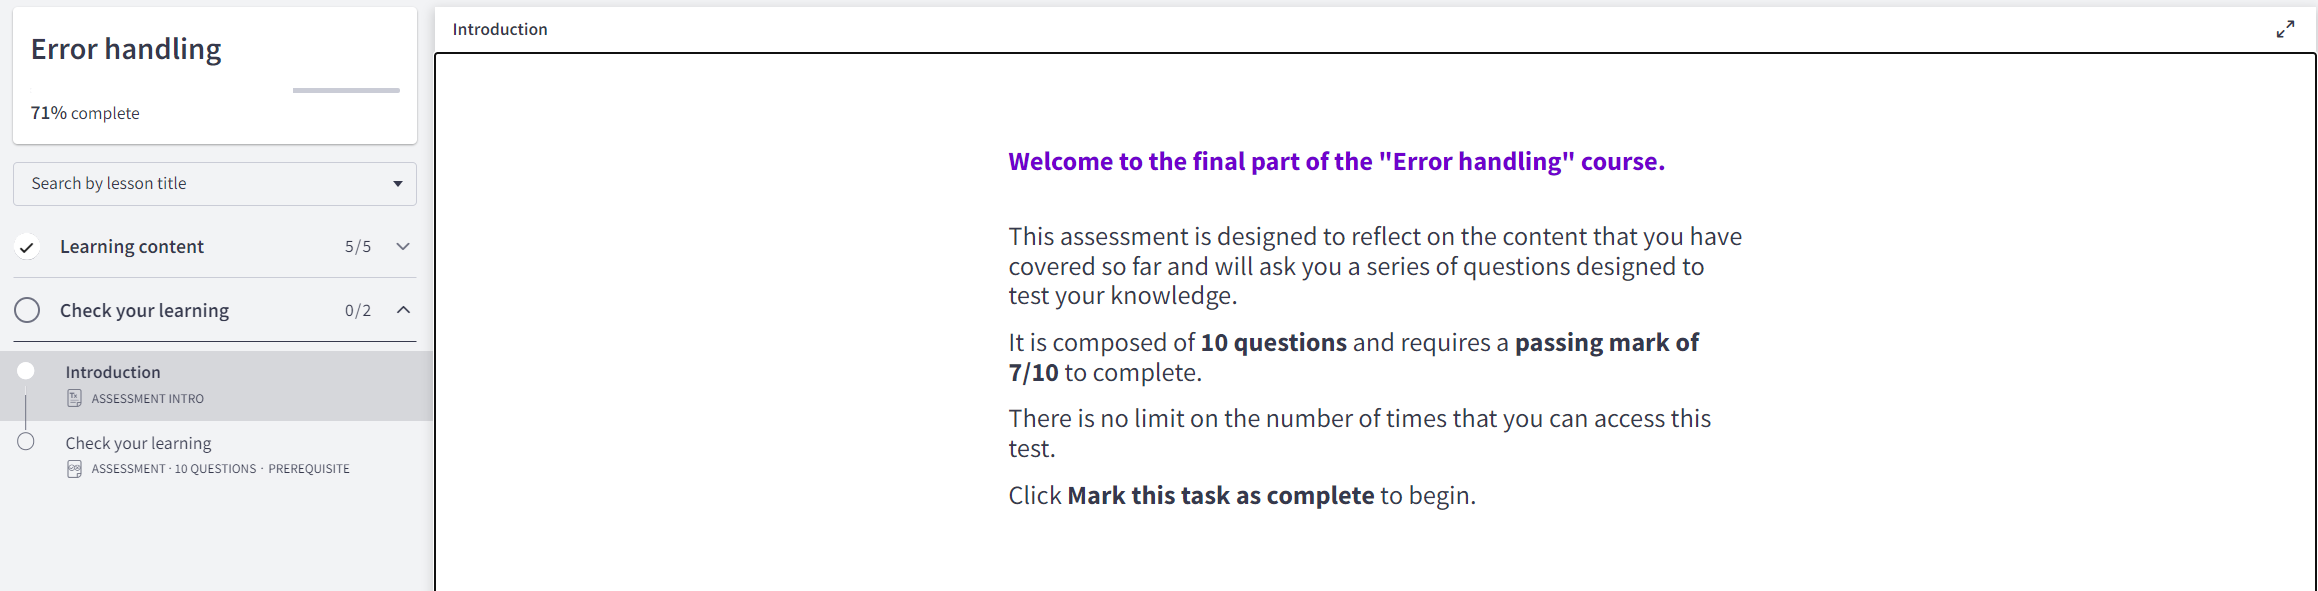 Error handling
71% complete
Search by lesson title
Learning content 5/5
Check your learning 0/2
Introduction
ASSESSMENT INTRO
Check your learning
ASSESSMENT · 10 QUESTIONS · PREREQUISITE
Introduction
Welcome to the final part of the "Error handling" course.
This assessment is designed to reflect on the content that you have
covered so far and will ask you a series of questions designed to
test your knowledge.
It is composed of 10 questions and requires a passing mark of
7/10 to complete.
There is no limit on the number of times that you can access this
test.
Click Mark this task as complete to begin.